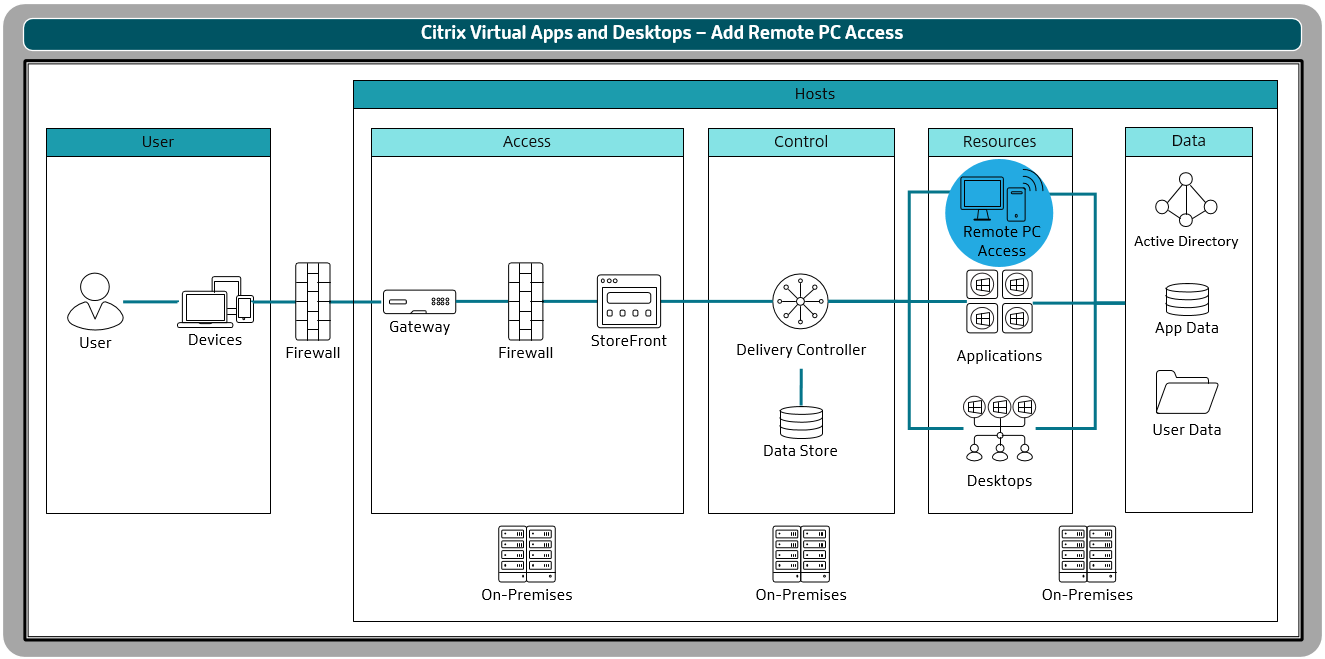 Citrix Virtual Apps and Desktops – Add Remote PC Access
Hosts
User
Access
Control
Resources
Data
User
Devices
Firewall
Gateway
Firewall
StoreFront
Delivery Controller
Data Store
Remote PC
Access
Applications
Desktops
Active Directory
App Data
User Data
On-Premises
On-Premises
On-Premises